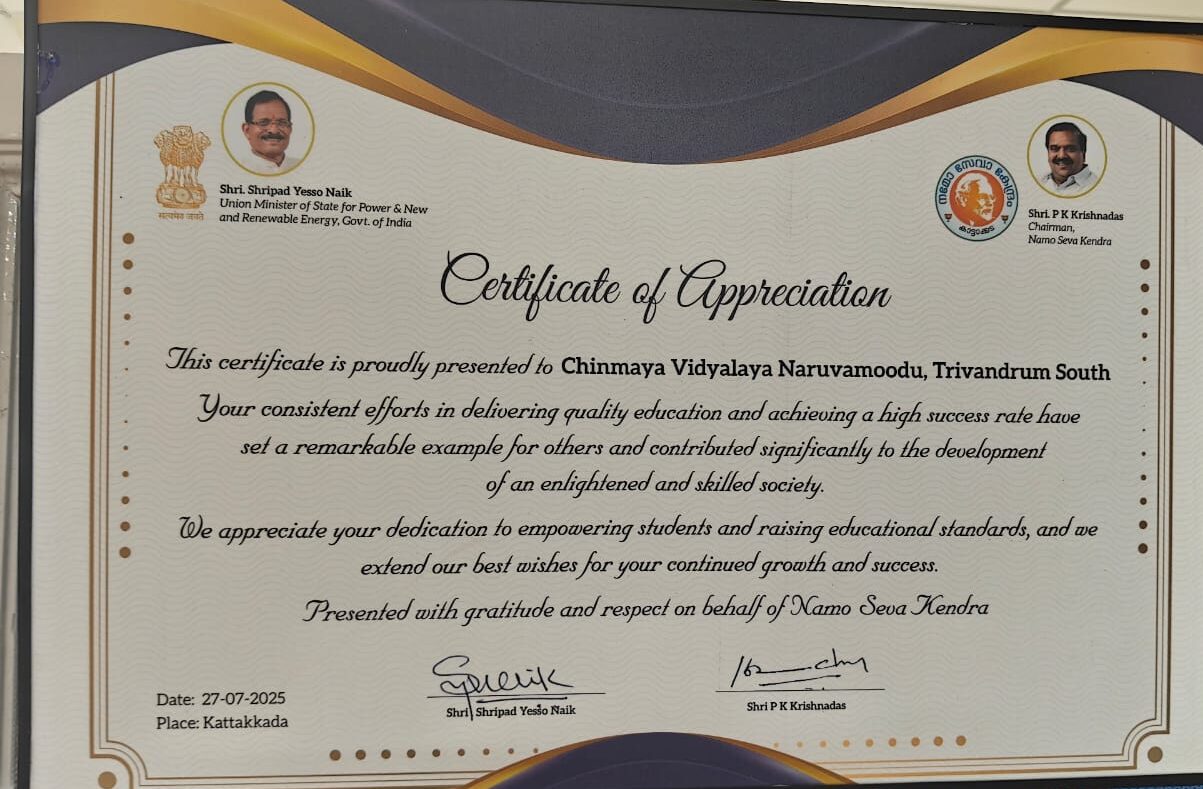 सत्यमेव जयते
Shri. Shripad Yesso Naik
Union Minister of State for Power & New
and Renewable Energy, Govt. of India
നമോ സേവാ കേന്ദ്രം
കാട്ടാക്കട
Shri. P K Krishnadas
Chairman,
Namo Seva Kendra
Certificate of Appreciation
This certificate is proudly presented to Chinmaya Vidyalaya Naruvamoodu, Trivandrum South
Your consistent efforts in delivering quality education and achieving a high success rate have
set a remarkable example for others and contributed significantly to the development
of an enlightened and skilled society.
We appreciate your dedication to empowering students and raising educational standards, and we
extend our best wishes for your continued growth and success.
Presented with gratitude and respect on behalf of Namo Seva Kendra
Date: 27-07-2025
Place: Kattakkada
Shri Shripad Yesso Naik
Shri P K Krishnadas